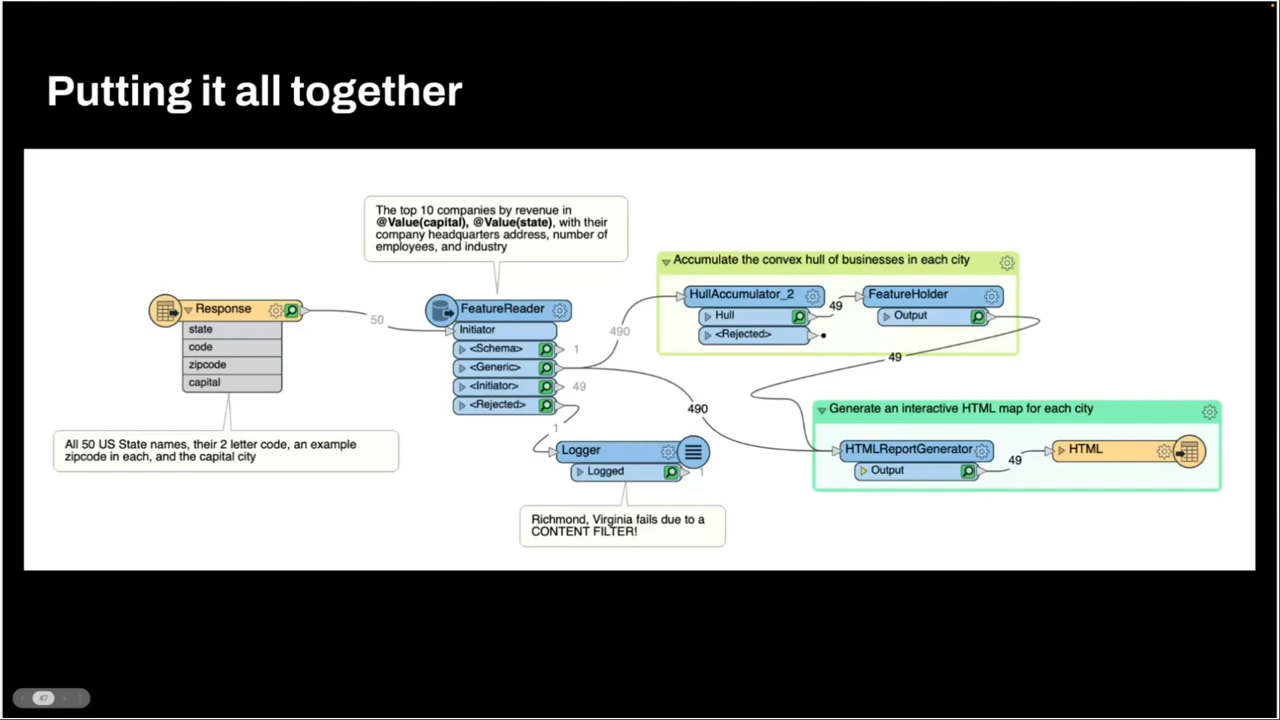 Putting it all together
The top 10 companies by revenue in
@Value(capital), @Value(state), with their
company headquarters address, number of
employees, and industry
Response
state
code
zipcode
capital
50
All 50 US State names, their 2 letter code, an example
zipcode in each, and the capital city
FeatureReader
Initiator
<Schema>
1
<Generic>
<Initiator>
49
<Rejected>
1
490
490
Logger
Logged
1
Richmond, Virginia fails due to a
CONTENT FILTER!
Accumulate the convex hull of businesses in each city
HullAccumulator_2
Hull
<Rejected>
49
FeatureHolder
Output
49
Generate an interactive HTML map for each city
HTMLReportGenerator
Output
49
HTML
47